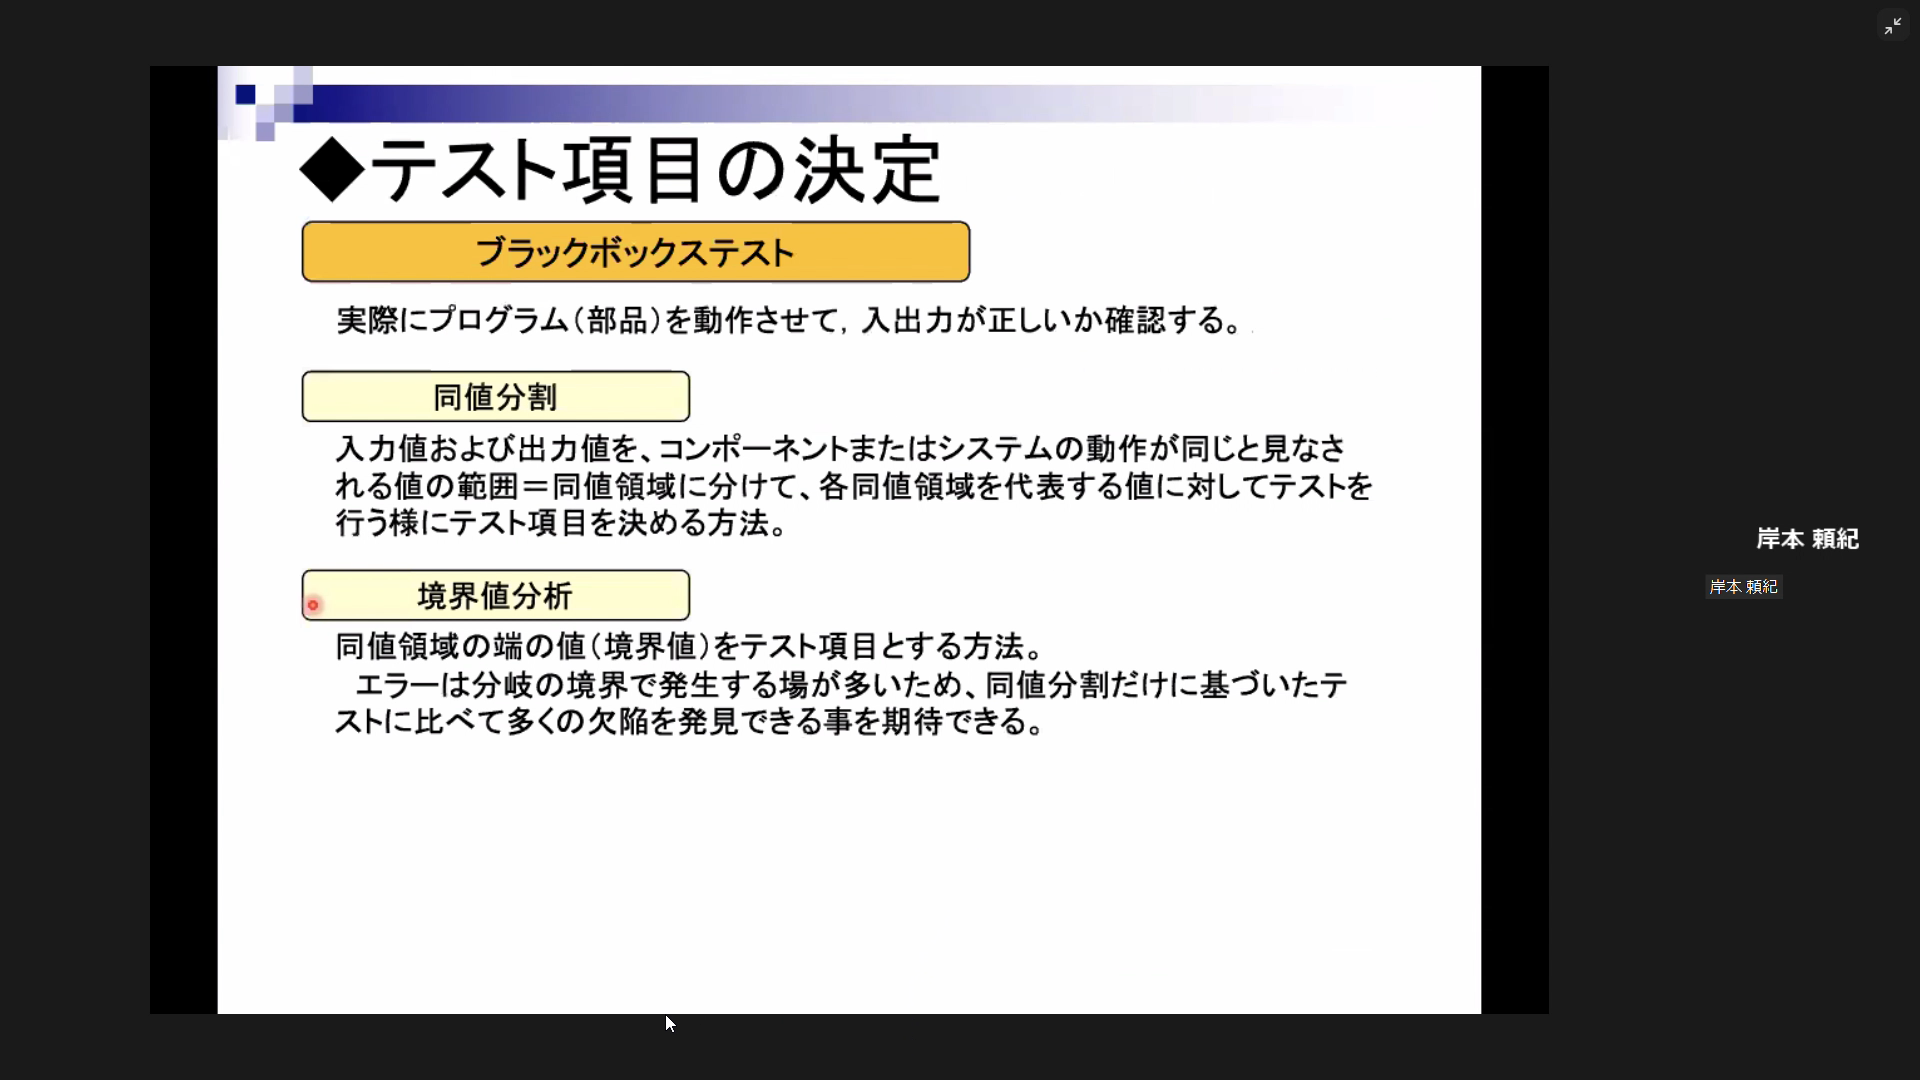 ◆テスト項目の決定
ブラックボックステスト
実際にプログラム（部品）を動作させて，入出力が正しいか確認する。
同値分割
入力値および出力値を、コンポーネントまたはシステムの動作が同じと見なさ
れる値の範囲＝同値領域に分けて、各同値領域を代表する値に対してテストを
行う様にテスト項目を決める方法。
境界値分析
同値領域の端の値（境界値）をテスト項目とする方法。
エラーは分岐の境界で発生する場が多いため、同値分割だけに基づいたテ
ストに比べて多くの欠陥を発見できる事を期待できる。
岸本 頼紀
岸本 頼紀